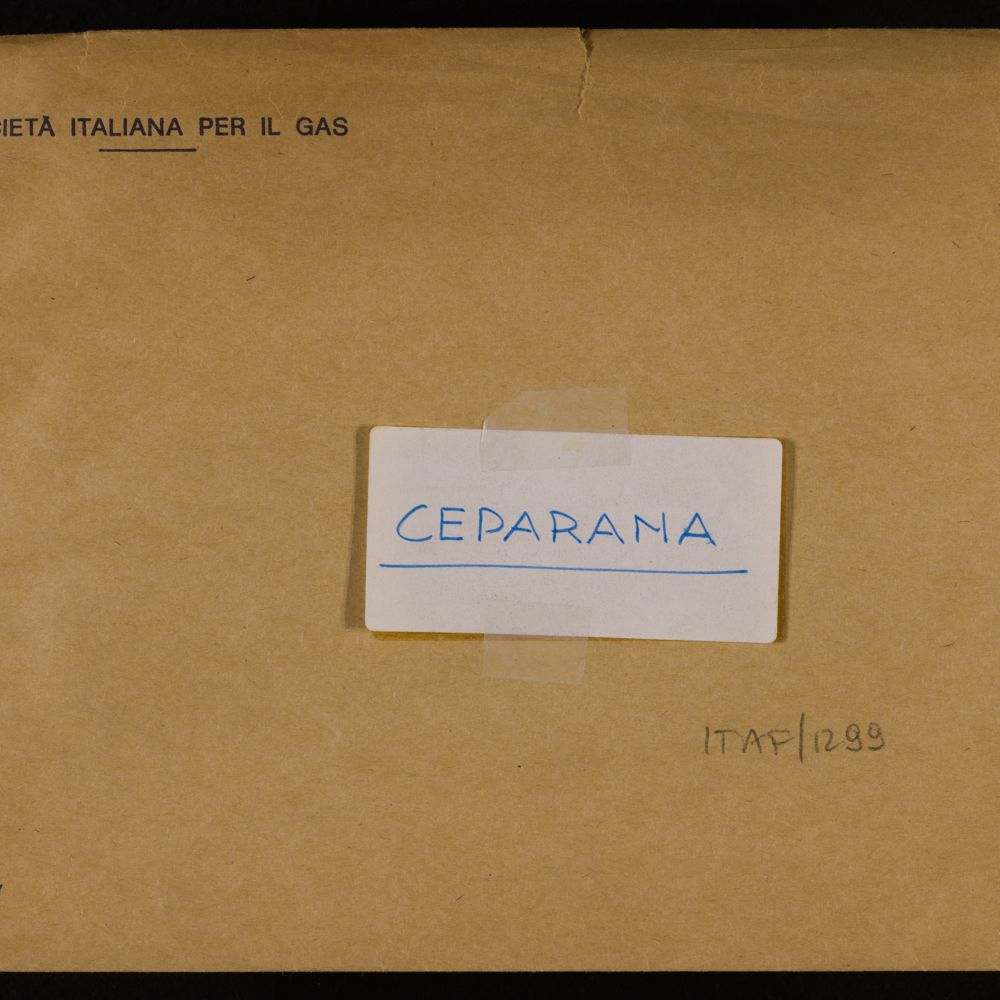 CIETÀ ITALIANA PER IL GAS
CEPARANA
ITAF/1299